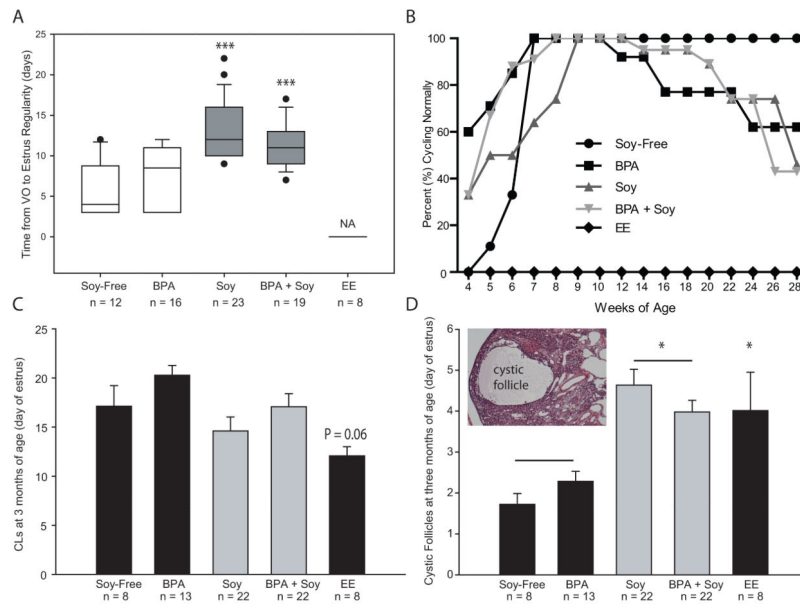 A
Time from VO to Estrus Regularity (days)
25
20
15
10
5
0
***
***
NA
Soy-Free
n = 12
BPA
n = 16
Soy
n = 23
BPA + Soy
n = 19
EE
n = 8
B
Percent (%) Cycling Normally
100
80
60
40
20
0
Soy-Free
BPA
Soy
BPA + Soy
EE
4 5 6 7 8 9 10 12 14 16 18 20 22 24 26 28
Weeks of Age
C
CLs at 3 months of age (day of estrus)
25
20
15
10
5
0
P = 0.06
Soy-Free
n = 8
BPA
n = 13
Soy
n = 22
BPA + Soy
n = 22
EE
n = 8
D
Cystic Follicles at three months of age (day of estrus)
6
5
4
3
2
1
0
cystic
follicle
*
*
Soy-Free
n = 8
BPA
n = 13
Soy
n = 22
BPA + Soy
n = 22
EE
n = 8